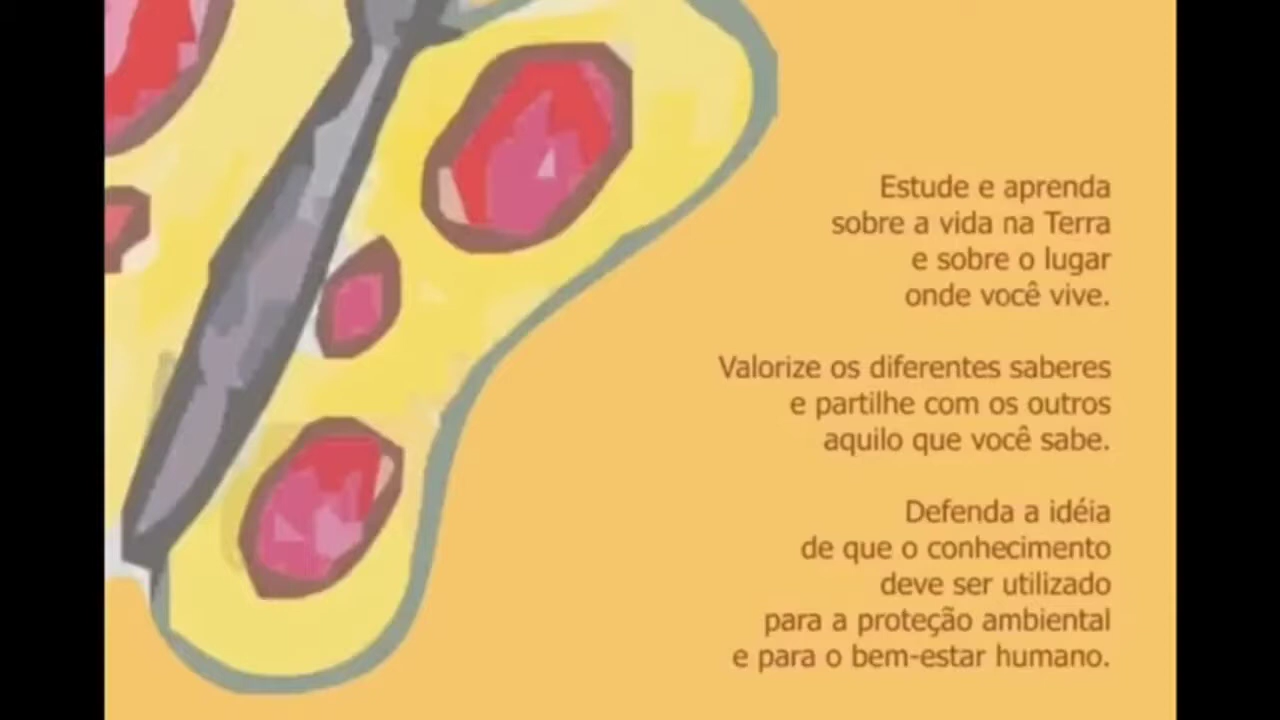 Estude e aprenda
sobre a vida na Terra
e sobre o lugar
onde você vive.
Valorize os diferentes saberes
e partilhe com os outros
aquilo que você sabe.
Defenda a idéia
de que o conhecimento
deve ser utilizado
para a proteção ambiental
e para o bem-estar humano.